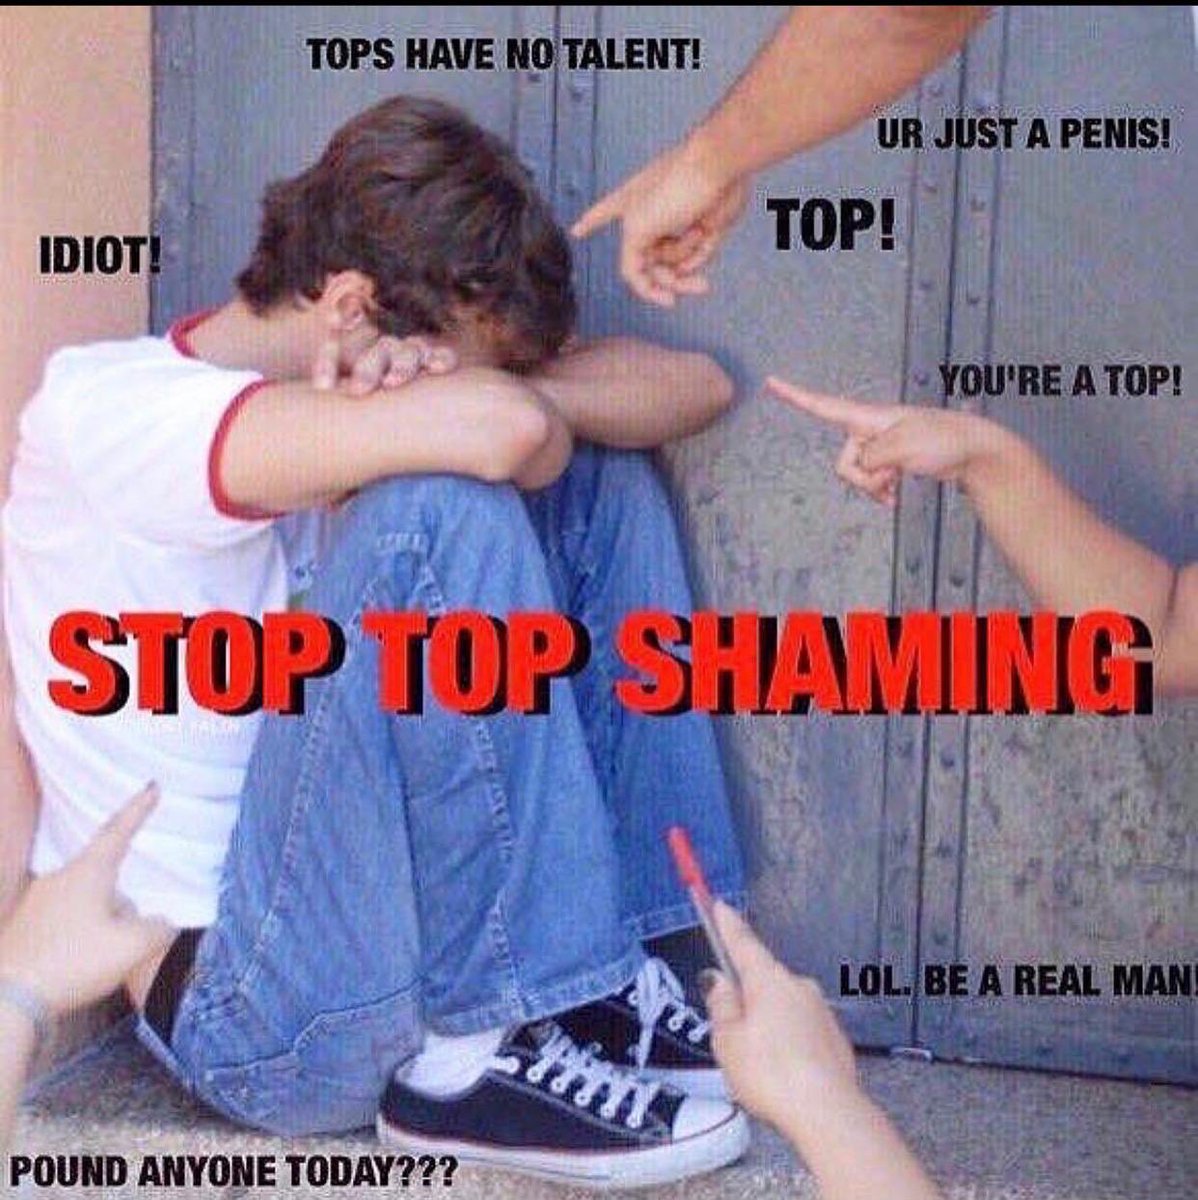 TOPS HAVE NO TALENT!
UR JUST A PENIS!
TOP!
IDIOT!
YOU'RE A TOP!
STOP TOP SHAMING
LOL. BE A REAL MAN!
POUND ANYONE TODAY???